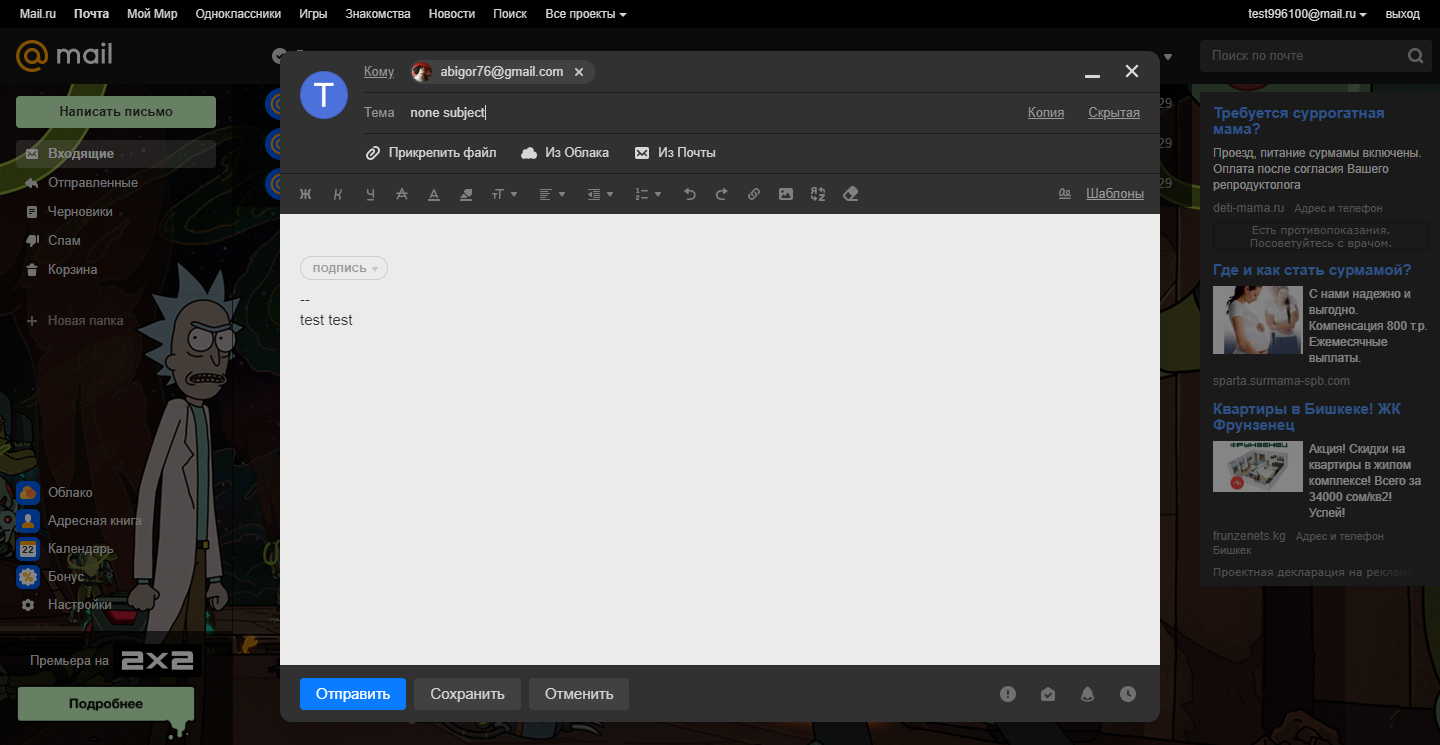 Mail.ru Почта Мой Мир Одноклассники Игры Знакомства Новости Поиск Все проекты test996100@mail.ru выход
@mail
Поиск по почте
Написать письмо
Входящие
Отправленные
Черновики
Спам
Корзина
Новая папка
Облако
Адресная книга
22 Календарь
Бонус
Настройки
Премьера на 2x2
Подробнее
T
Кому abigor76@gmail.com
Тема none subject Копия Скрытая
Прикрепить файл Из Облака Из Почты
Ж К Ч А А тТ Шаблоны
ПОДПИСЬ
--
test test
Отправить Сохранить Отменить
29
29
29
Требуется суррогатная
мама?
Проезд, питание сурмамы включены.
Оплата после согласия Вашего
репродуктолога
deti-mama.ru Адрес и телефон
Есть противопоказания.
Посоветуйтесь с врачом.
Где и как стать сурмамой?
С нами надежно и
выгодно.
Компенсация 800 т.р.
Ежемесячные
выплаты.
sparta.surmama-spb.com
Квартиры в Бишкеке! ЖК
Фрунзенец
ФРУНЗЕНЕЦ
Акция! Скидки на
квартиры в жилом
комплексе! Всего за
34000 сом/кв2!
Успей!
frunzenets.kg Адрес и телефон
Бишкек
Проектная декларация на реклам